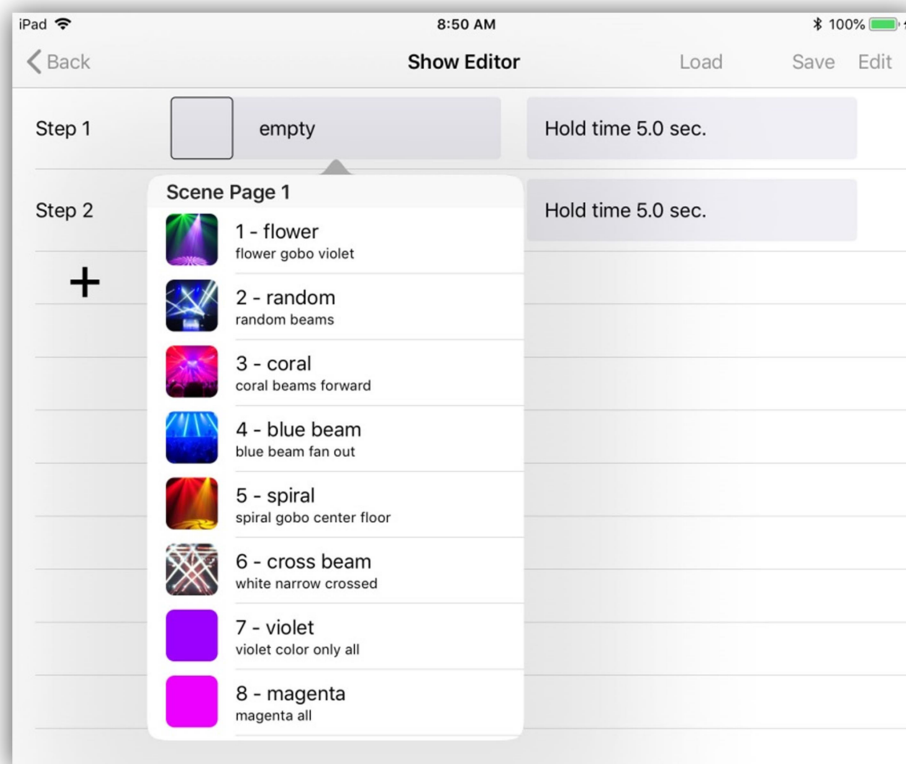 iPad 8:50 AM 100%
Back Show Editor Load Save Edit
Step 1 empty Hold time 5.0 sec.
Scene Page 1
Step 2 Hold time 5.0 sec.
1 - flower
flower gobo violet
+
2 - random
random beams
3 - coral
coral beams forward
4 - blue beam
blue beam fan out
5 - spiral
spiral gobo center floor
6 - cross beam
white narrow crossed
7 - violet
violet color only all
8 - magenta
magenta all